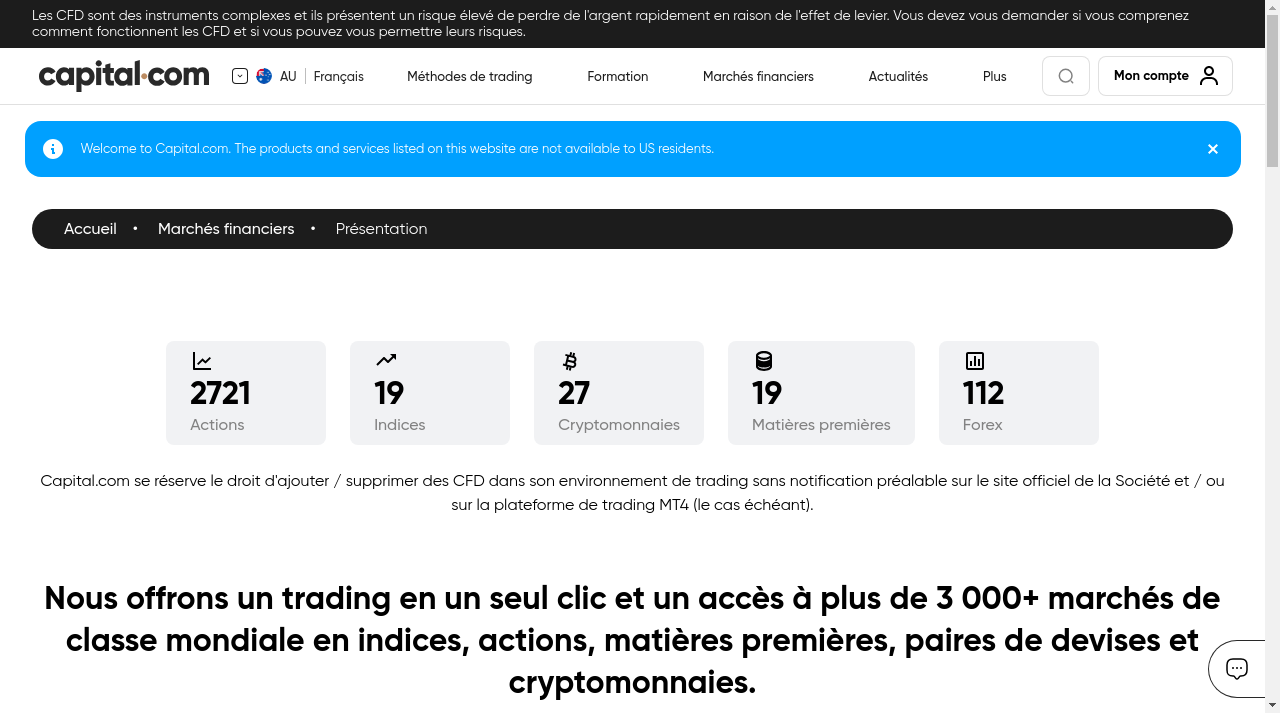 Les CFD sont des instruments complexes et ils présentent un risque élevé de perdre de l'argent rapidement en raison de l'effet de levier. Vous devez vous demander si vous comprenez
comment fonctionnent les CFD et si vous pouvez vous permettre leurs risques.
capital.com
AU
Français
Méthodes de trading
Formation
Marchés financiers
Actualités
Plus
Mon compte
Welcome to Capital.com. The products and services listed on this website are not available to US residents.
Accueil • Marchés financiers • Présentation
2721
Actions
19
Indices
27
Cryptomonnaies
19
Matières premières
112
Forex
Capital.com se réserve le droit d'ajouter / supprimer des CFD dans son environnement de trading sans notification préalable sur le site officiel de la Société et / ou
sur la plateforme de trading MT4 (le cas échéant).
Nous offrons un trading en un seul clic et un accès à plus de 3 000+ marchés de
classe mondiale en indices, actions, matières premières, paires de devises et
cryptomonnaies.